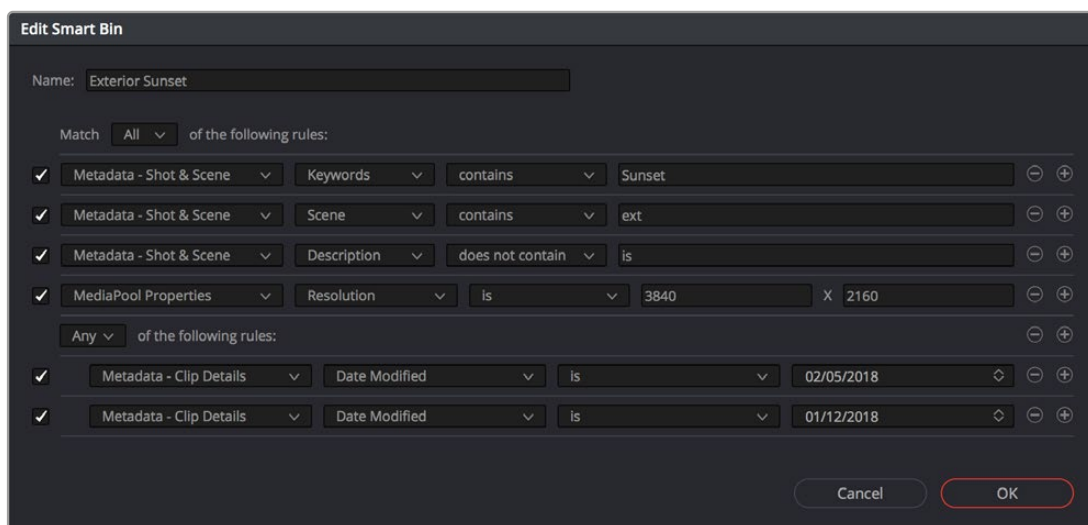 Edit Smart Bin
Name: Exterior Sunset
Match All of the following rules:
Metadata - Shot & Scene Keywords contains Sunset
Metadata - Shot & Scene Scene contains ext
Metadata - Shot & Scene Description does not contain is
MediaPool Properties Resolution is 3840 X 2160
Any of the following rules:
Metadata - Clip Details Date Modified is 02/05/2018
Metadata - Clip Details Date Modified is 01/12/2018
Cancel OK